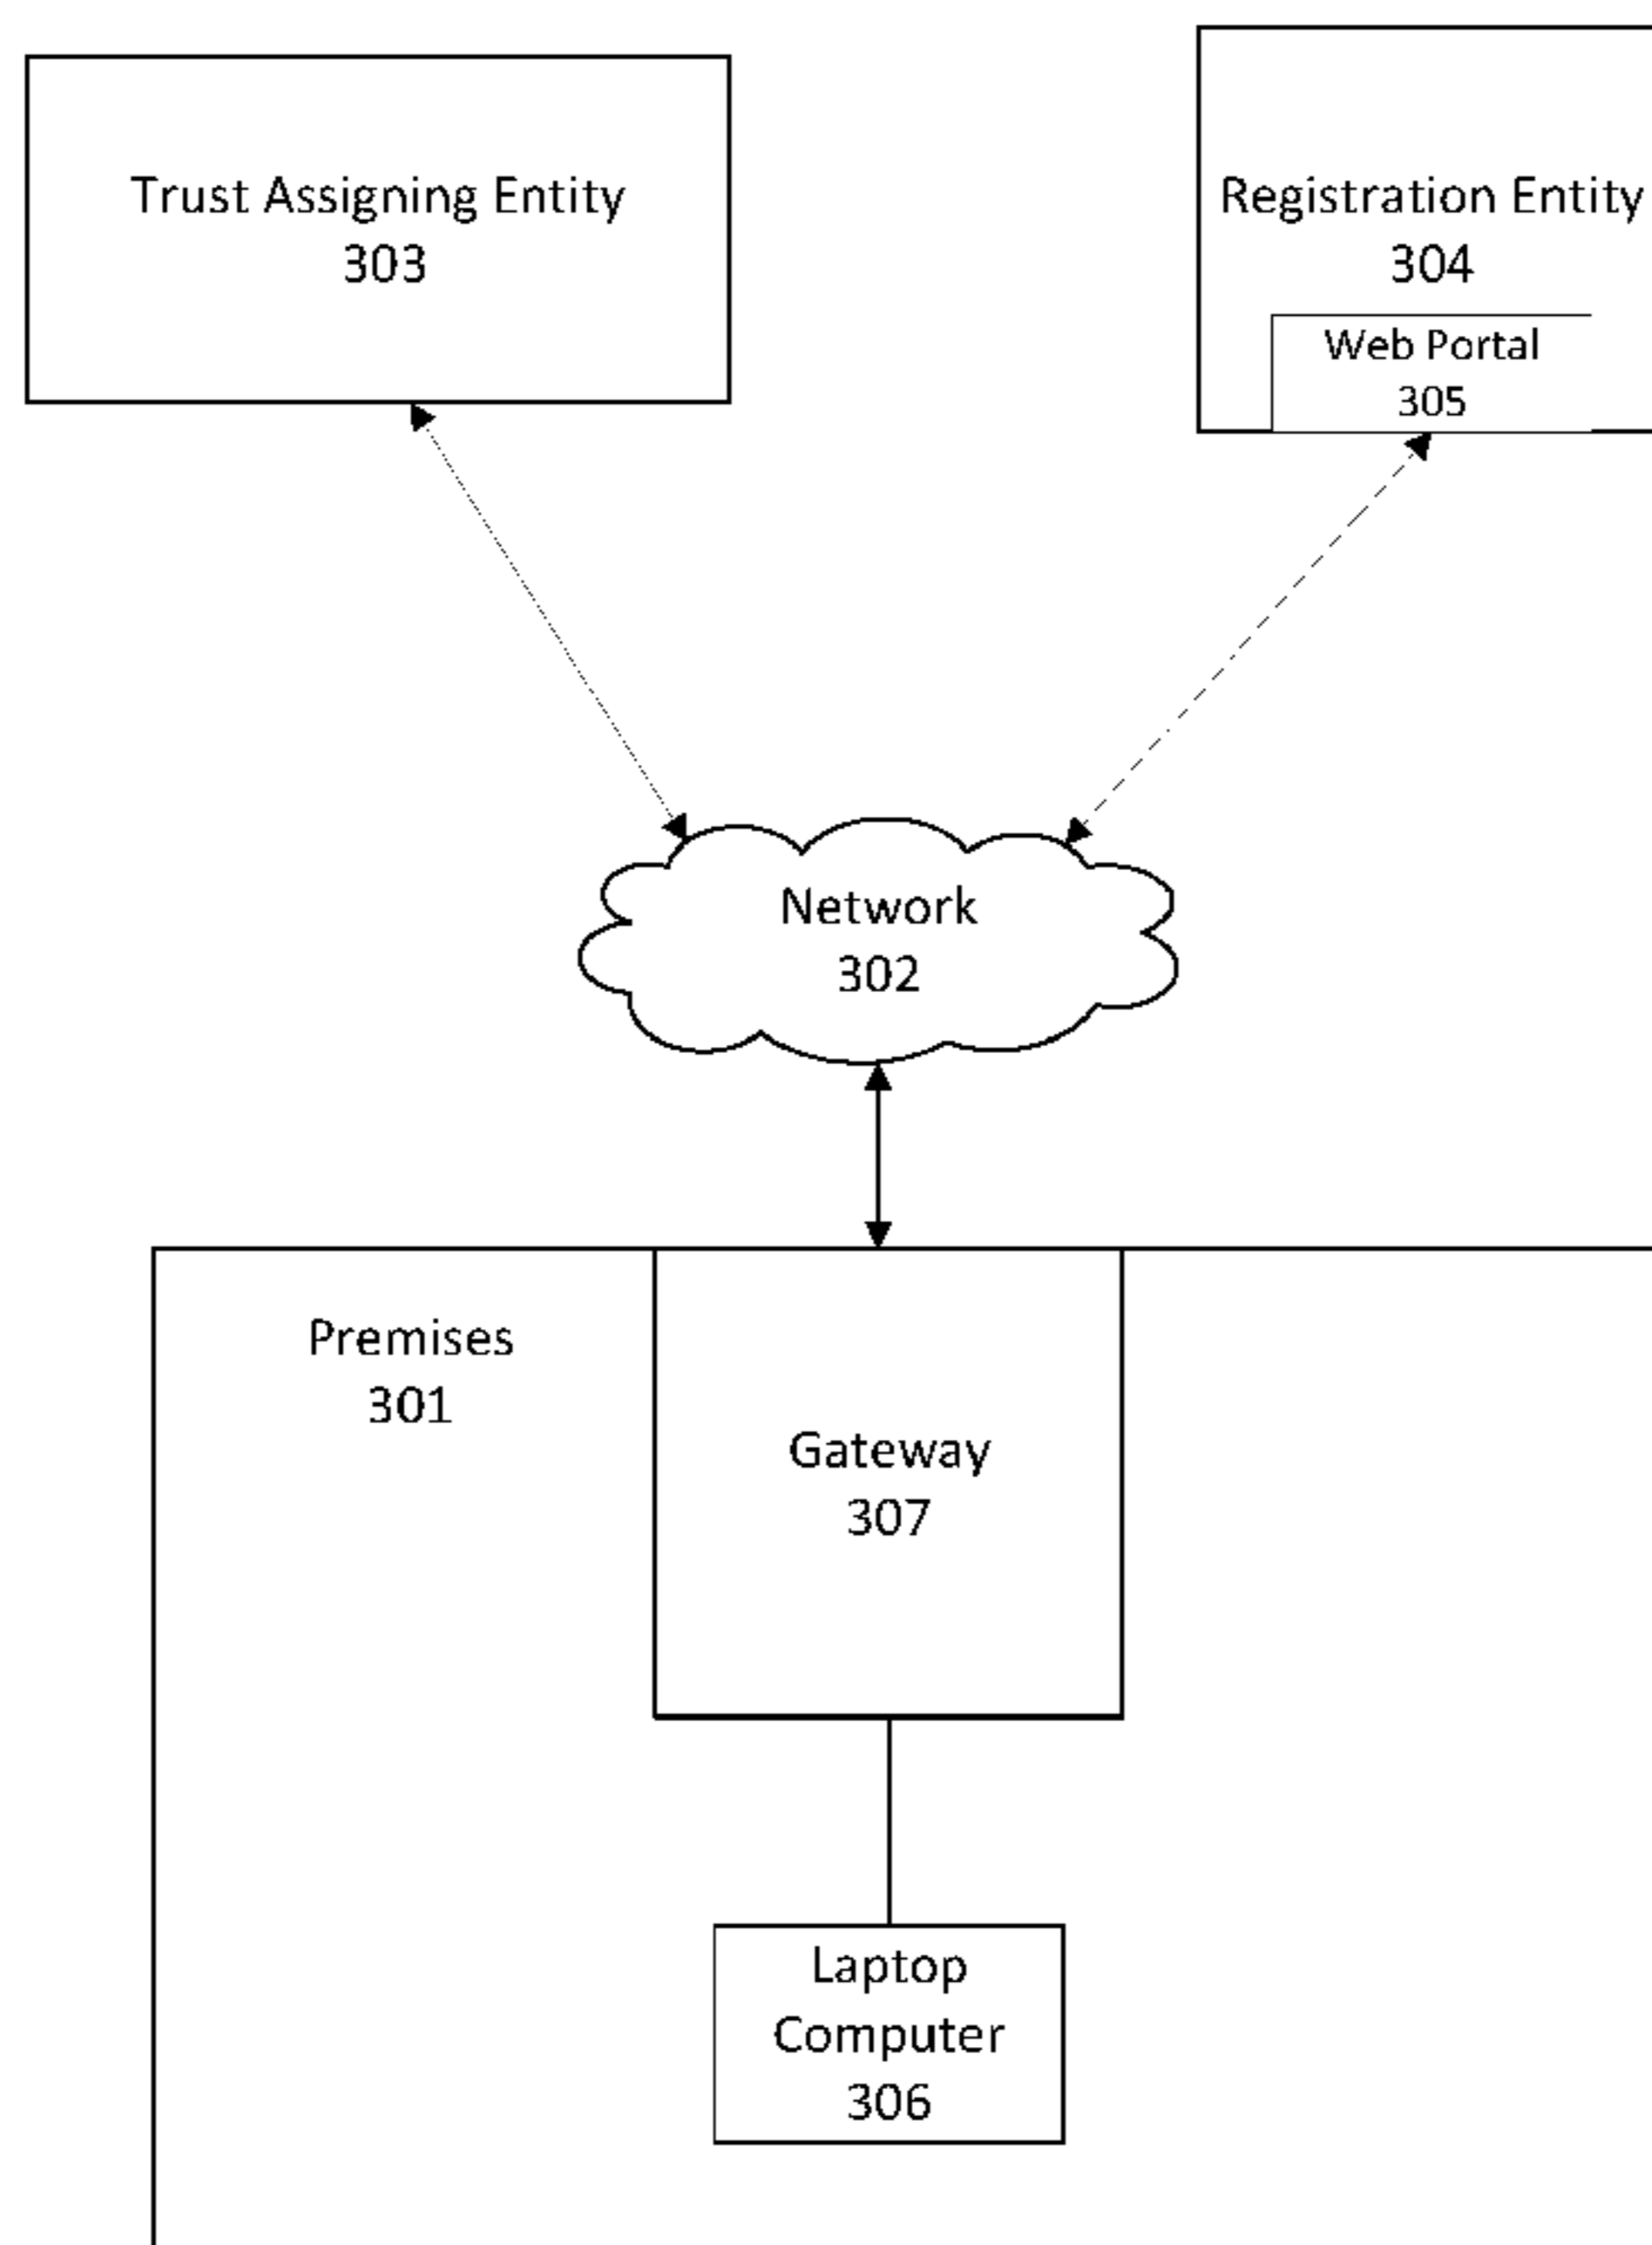 Trust Assigning Entity
303
Registration Entity
304
Web Portal
305
Network
302
Premises
301
Gateway
307
Laptop
Computer
306